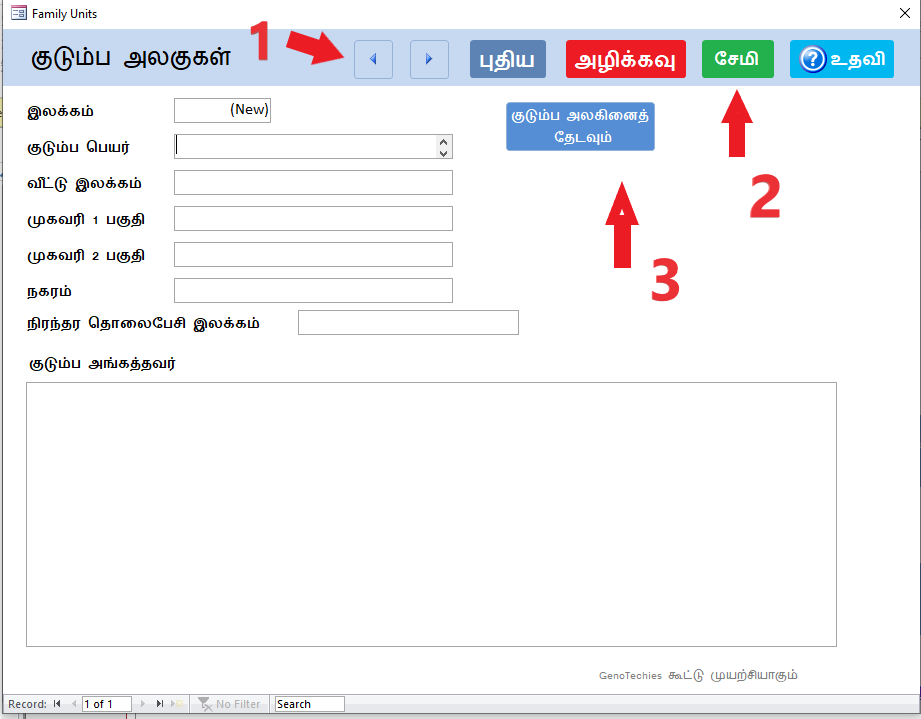 Family Units
குடும்ப அலகுகள்
1
புதிய
அழிக்கவு
சேமி
? உதவி
இலக்கம்
(New)
குடும்ப அலகினைத்
தேடவும்
குடும்ப பெயர்
வீட்டு இலக்கம்
2
முகவரி 1 பகுதி
முகவரி 2 பகுதி
3
நகரம்
நிரந்தர தொலைபேசி இலக்கம்
குடும்ப அங்கத்தவர்
GenoTechies கூட்டு முயற்சியாகும்
Record: 1 of 1 No Filter Search